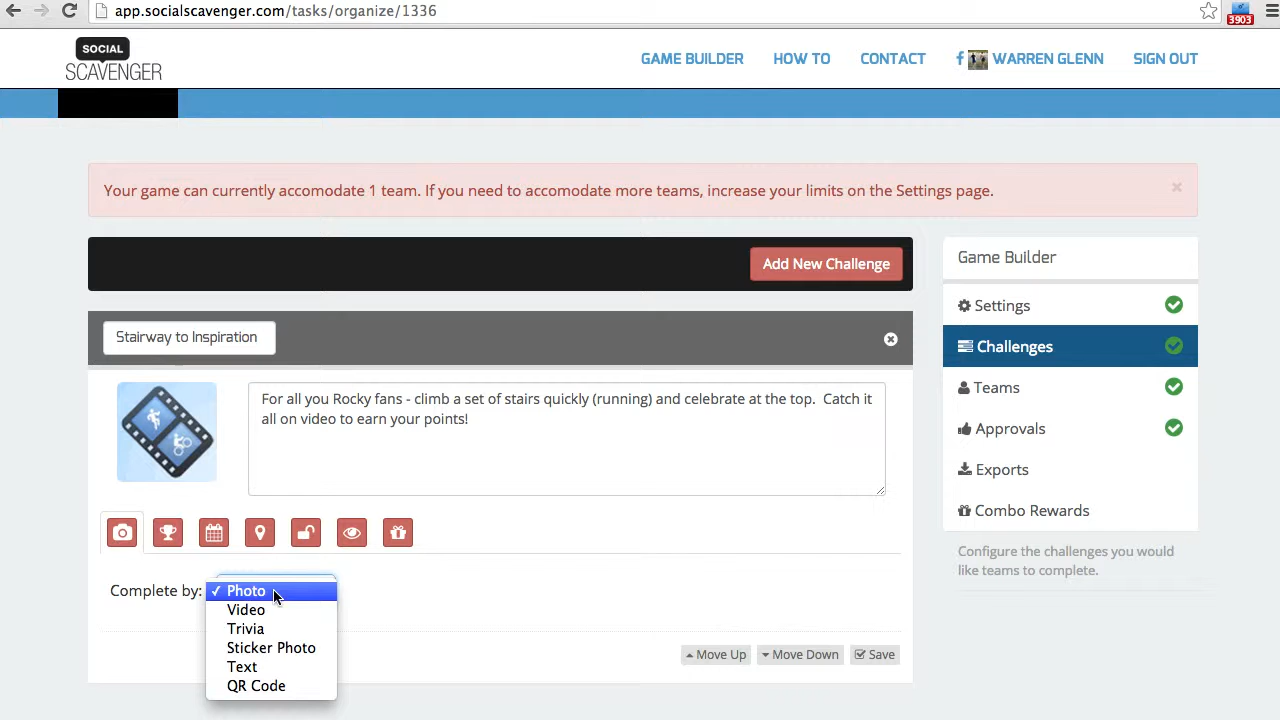 app.socialscavenger.com/tasks/organize/1336
3903
SOCIAL
SCAVENGER
GAME BUILDER
HOW TO
CONTACT
WARREN GLENN
SIGN OUT
Your game can currently accomodate 1 team. If you need to accomodate more teams, increase your limits on the Settings page.
Add New Challenge
Stairway to Inspiration
For all you Rocky fans - climb a set of stairs quickly (running) and celebrate at the top. Catch it
all on video to earn your points!
Complete by:
✓ Photo
Video
Trivia
Sticker Photo
Text
QR Code
Move Up
Move Down
Save
Game Builder
Settings
Challenges
Teams
Approvals
Exports
Combo Rewards
Configure the challenges you would
like teams to complete.